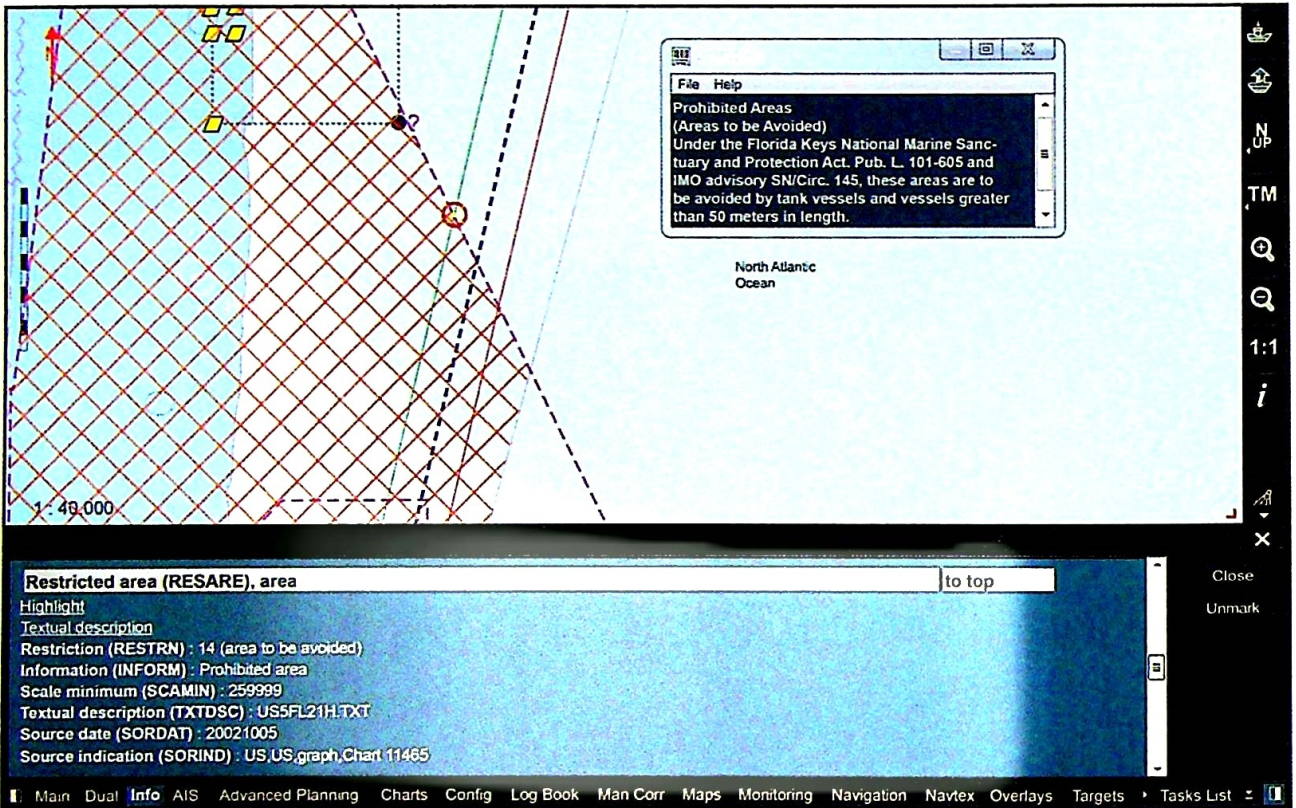 File Help
Prohibited Areas
(Areas to be Avoided)
Under the Florida Keys National Marine Sanc-
tuary and Protection Act. Pub. L. 101-605 and
IMO advisory SN/Circ. 145, these areas are to
be avoided by tank vessels and vessels greater
than 50 meters in length.
?
North Atlantic
Ocean
N
UP
TM
1:1
i
1 : 40,000
Restricted area (RESARE), area
to top
Highlight
Textual description
Restriction (RESTRN) : 14 (area to be avoided)
Information (INFORM) : Prohibited area
Scale minimum (SCAMIN) : 259999
Textual description (TXTDSC) : US5FL21H.TXT
Source date (SORDAT) : 20021005
Source indication (SORIND) : US,US,graph,Chart 11465
Close
Unmark
Main Dual Info AIS Advanced Planning Charts Config Log Book Man Corr Maps Monitoring Navigation Navtex Overlays Targets Tasks List